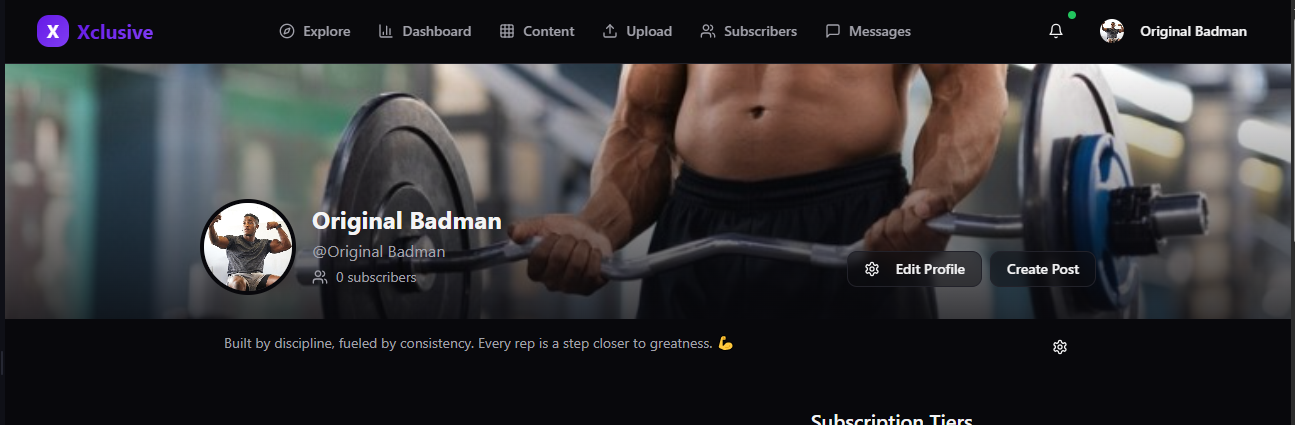 X Xclusive Explore Dashboard Content Upload Subscribers Messages Original Badman
Original Badman
@Original Badman
0 subscribers
Edit Profile Create Post
Built by discipline, fueled by consistency. Every rep is a step closer to greatness. 💪
Subscription Tiers